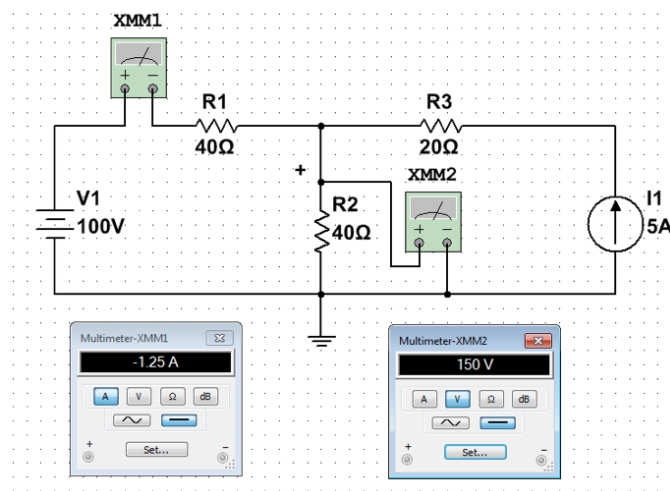 XMM1
+ −
R1
40Ω
R3
20Ω
XMM2
+ −
+
V1
100V
R2
40Ω
I1
5A
Multimeter-XMM1
-1.25 A
A V Ω dB
Set...
+ −
Multimeter-XMM2
150 V
A V Ω dB
Set...
+ −